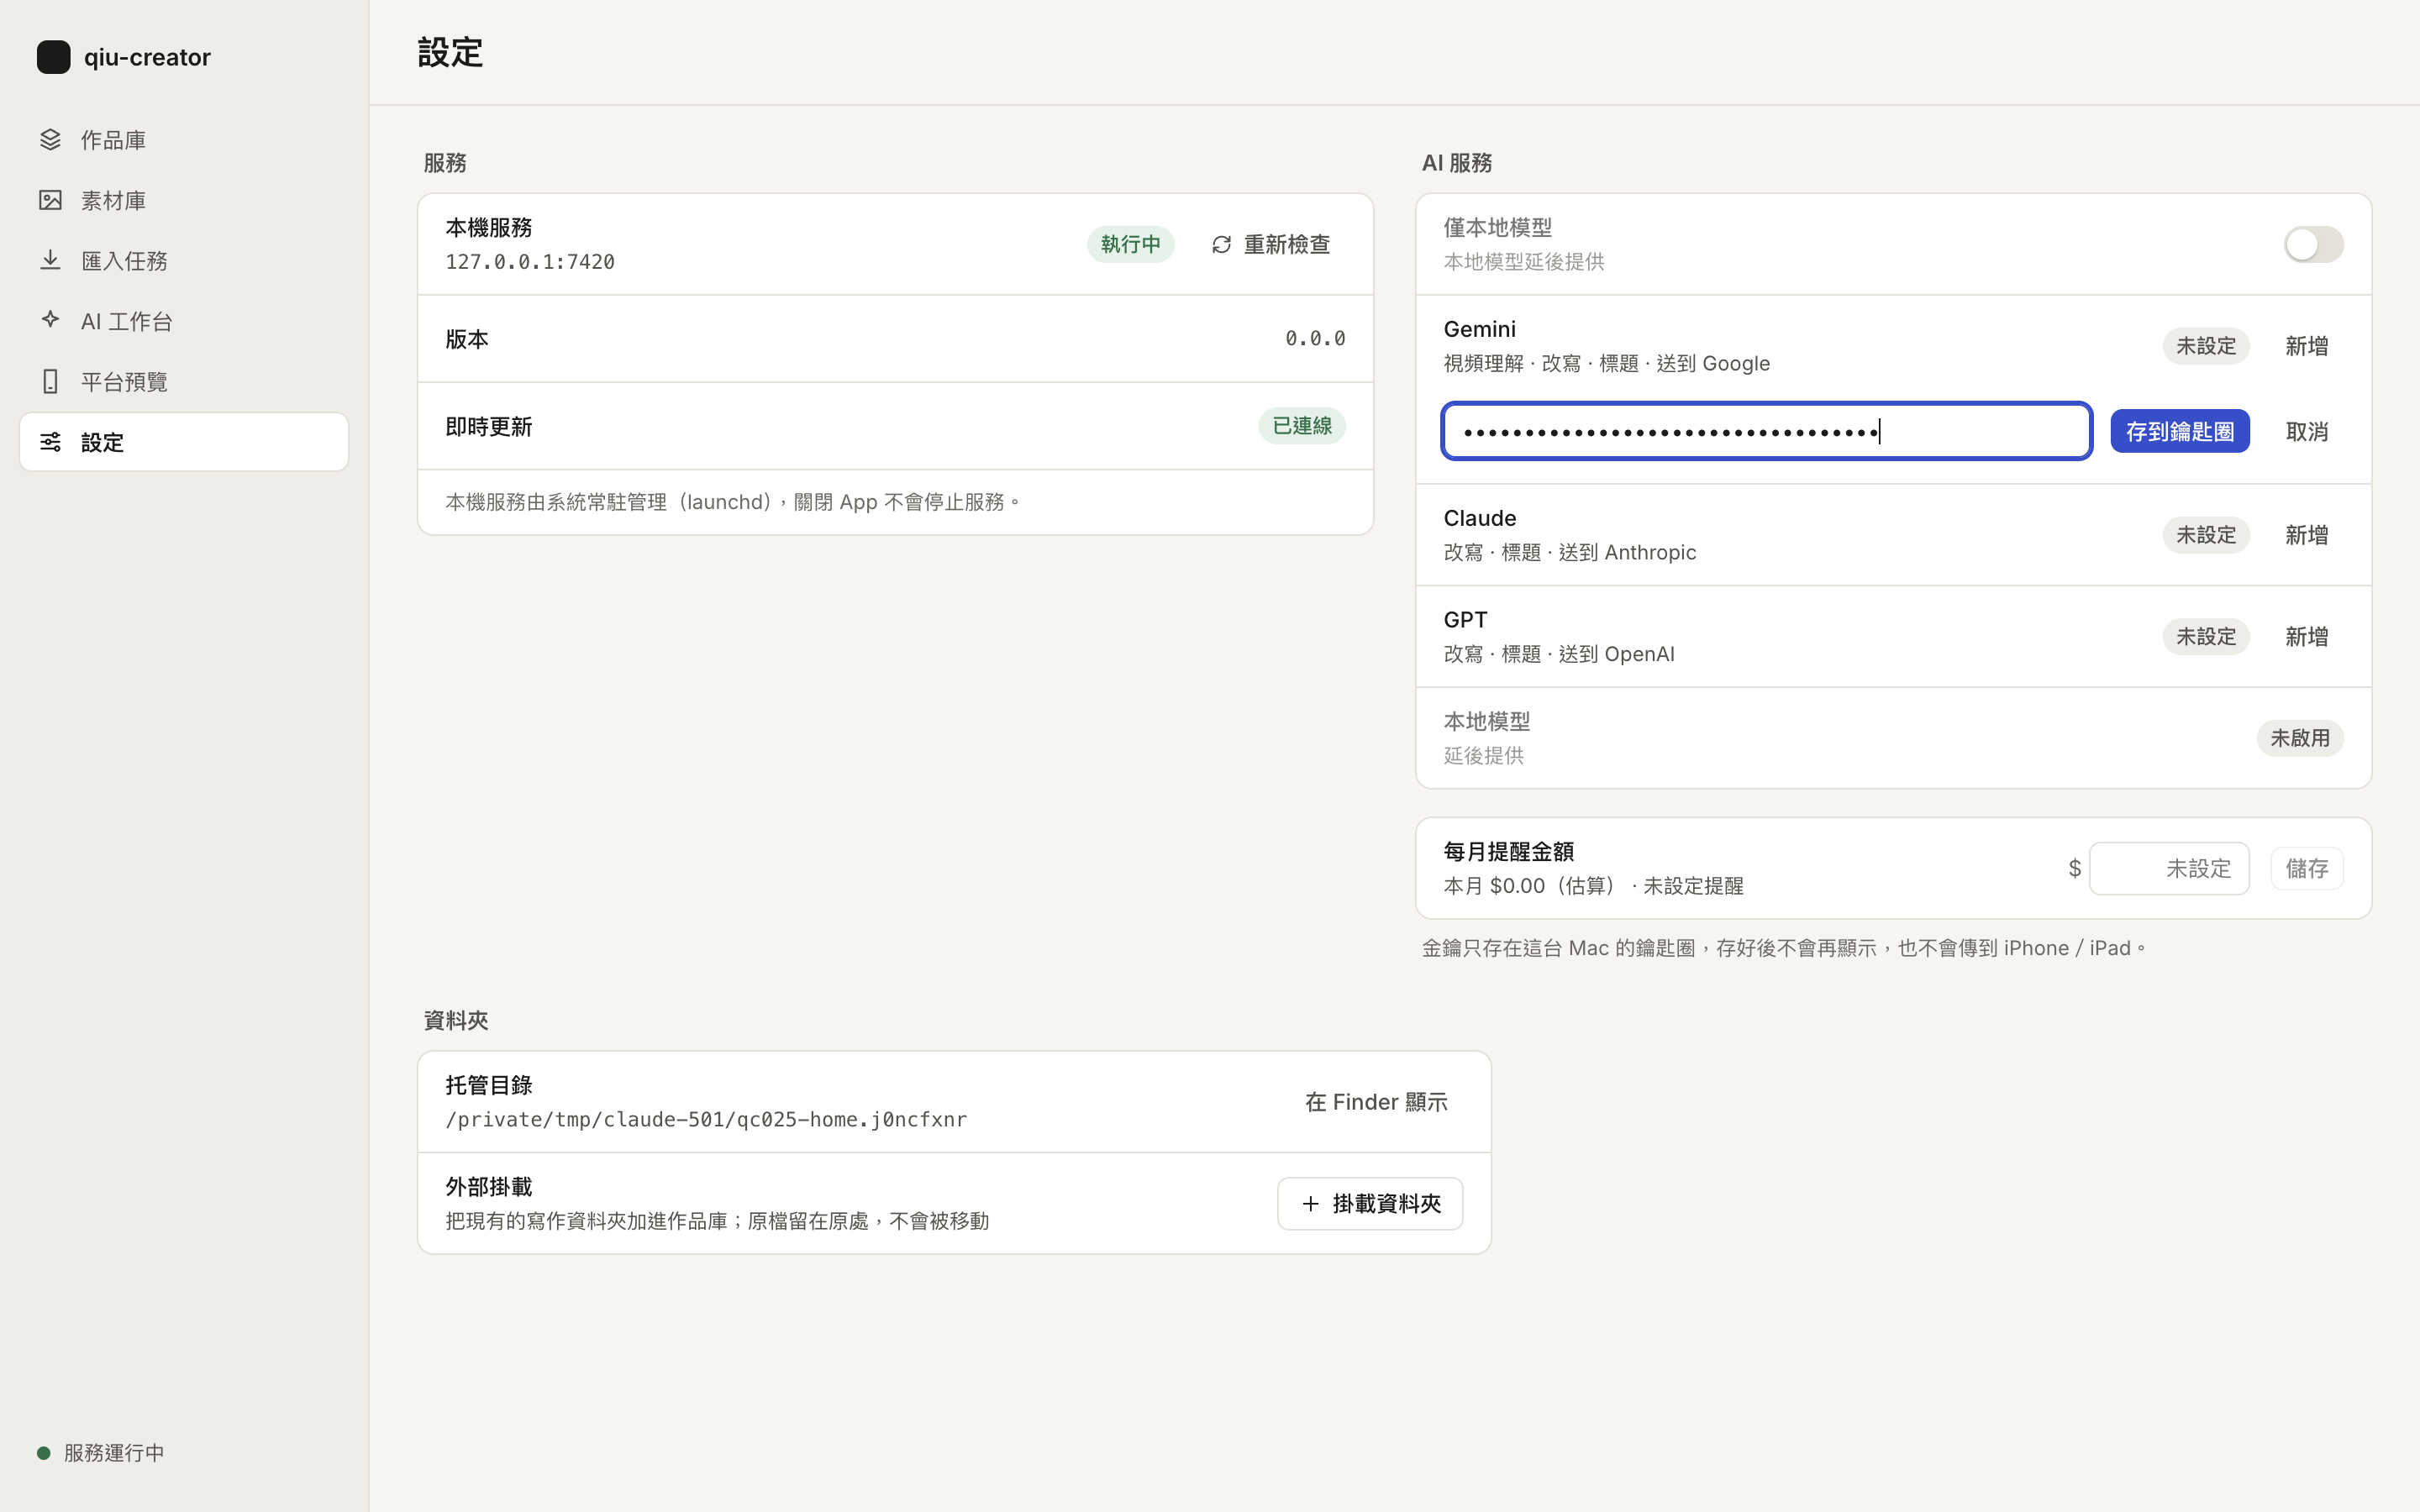 qiu-creator
作品庫
素材庫
匯入任務
AI 工作台
平台預覽
設定
服務運行中
設定
服務
本機服務
127.0.0.1:7420
執行中
重新檢查
版本
0.0.0
即時更新
已連線
本機服務由系統常駐管理（launchd），關閉 App 不會停止服務。
AI 服務
僅本地模型
本地模型延後提供
Gemini
視頻理解 · 改寫 · 標題 · 送到 Google
未設定
新增
存到鑰匙圈
取消
Claude
改寫 · 標題 · 送到 Anthropic
未設定
新增
GPT
改寫 · 標題 · 送到 OpenAI
未設定
新增
本地模型
延後提供
未啟用
每月提醒金額
本月 $0.00（估算） · 未設定提醒
$ 未設定
儲存
金鑰只存在這台 Mac 的鑰匙圈，存好後不會再顯示，也不會傳到 iPhone / iPad。
資料夾
托管目錄
/private/tmp/claude-501/qc025-home.j0ncfxnr
在 Finder 顯示
外部掛載
把現有的寫作資料夾加進作品庫；原檔留在原處，不會被移動
掛載資料夾